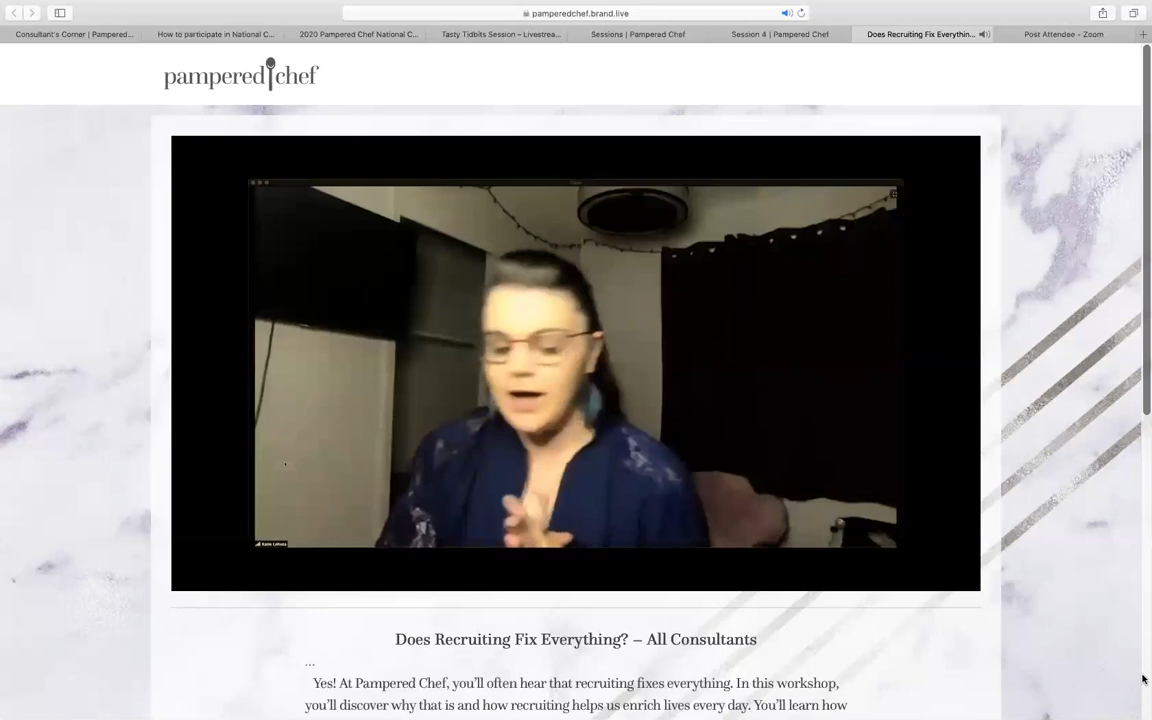 pamperedchef.brand.live
Consultant's Corner | Pampered...
How to participate in National C...
2020 Pampered Chef National C...
Tasty Tidbits Session – Livestrea...
Sessions | Pampered Chef
Session 4 | Pampered Chef
Does Recruiting Fix Everythin...
Post Attendee - Zoom
pampered chef
Does Recruiting Fix Everything? – All Consultants
...
Yes! At Pampered Chef, you'll often hear that recruiting fixes everything. In this workshop,
you'll discover why that is and how recruiting helps us enrich lives every day. You'll learn how